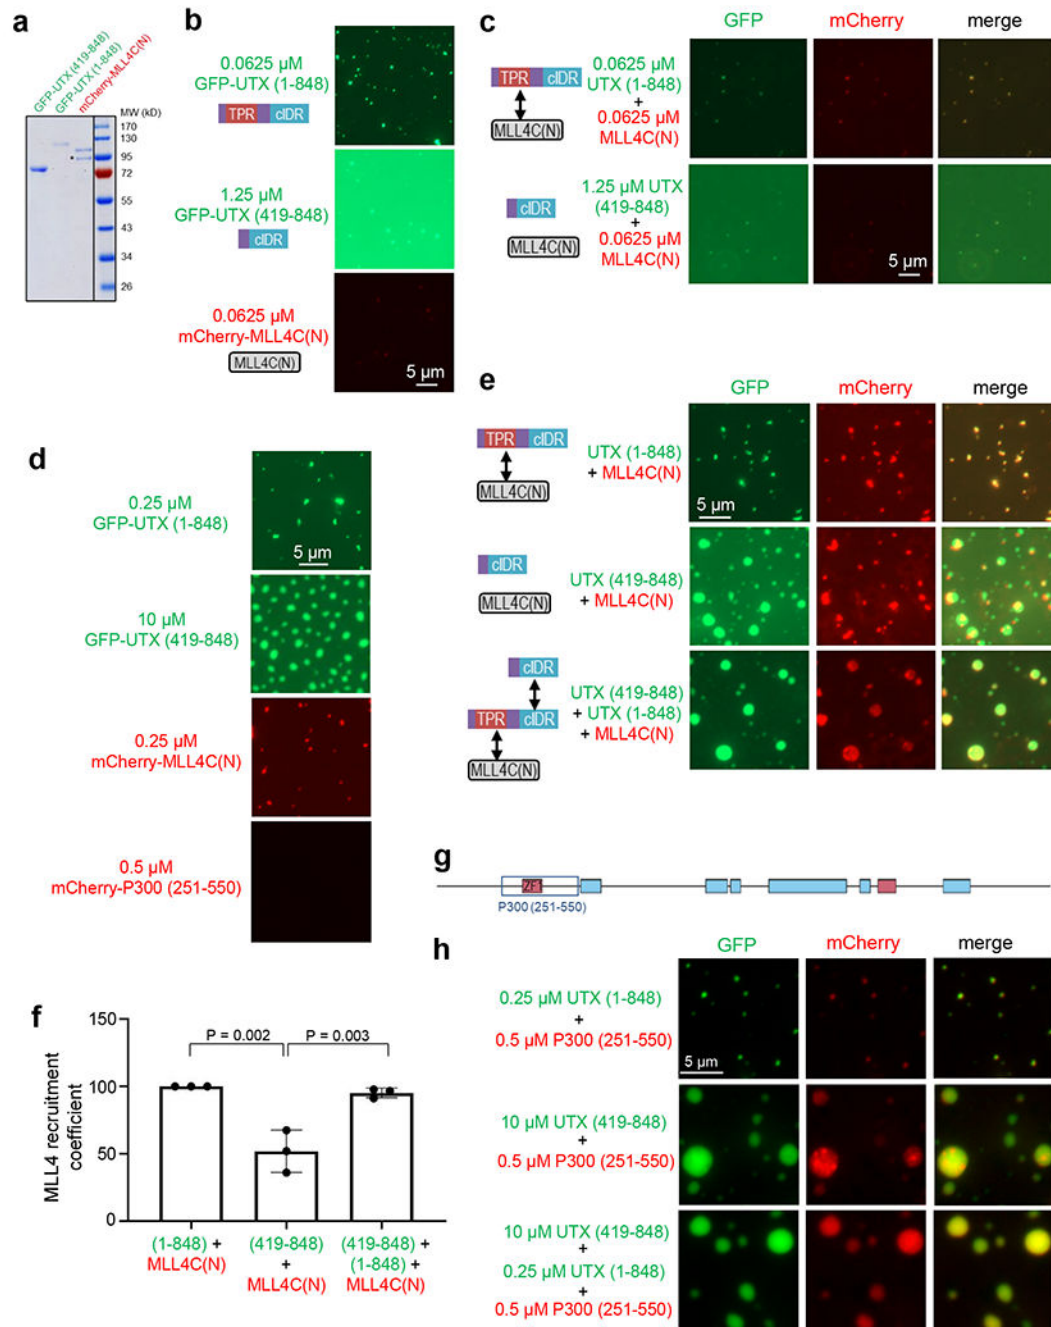 a
GFP-UTX (419-848)
GFP-UTX (1-848)
mCherry-MLL4C(N)
MW (kD)
170
130
95
72
55
43
34
26
*
b
0.0625 µM
GFP-UTX (1-848)
TPR cIDR
1.25 µM
GFP-UTX (419-848)
cIDR
0.0625 µM
mCherry-MLL4C(N)
MLL4C(N)
5 µm
c
GFP mCherry merge
TPR cIDR
MLL4C(N)
0.0625 µM
UTX (1-848)
+
0.0625 µM
MLL4C(N)
cIDR
MLL4C(N)
1.25 µM UTX
(419-848)
+
0.0625 µM
MLL4C(N)
5 µm
d
0.25 µM
GFP-UTX (1-848)
5 µm
10 µM
GFP-UTX (419-848)
0.25 µM
mCherry-MLL4C(N)
0.5 µM
mCherry-P300 (251-550)
e
GFP mCherry merge
TPR cIDR
MLL4C(N)
UTX (1-848)
+ MLL4C(N)
5 µm
cIDR
MLL4C(N)
UTX (419-848)
+ MLL4C(N)
cIDR
TPR cIDR
MLL4C(N)
UTX (419-848)
+ UTX (1-848)
+ MLL4C(N)
f
MLL4 recruitment
coefficient
150
100
50
0
P = 0.002
P = 0.003
(1-848) +
MLL4C(N)
(419-848)
+
MLL4C(N)
(419-848) +
(1-848) +
MLL4C(N)
g
ZF1
P300 (251-550)
h
GFP mCherry merge
0.25 µM UTX (1-848)
+
0.5 µM P300 (251-550)
5 µm
10 µM UTX (419-848)
+
0.5 µM P300 (251-550)
10 µM UTX (419-848)
+
0.25 µM UTX (1-848)
+
0.5 µM P300 (251-550)